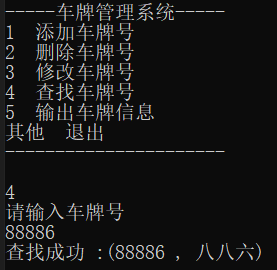 -----车牌管理系统-----
1  添加车牌号
2  删除车牌号
3  修改车牌号
4  查找车牌号
5  输出车牌信息
其他  退出
----------------------
4
请输入车牌号
88886
查找成功 :(88886 , 八八六)